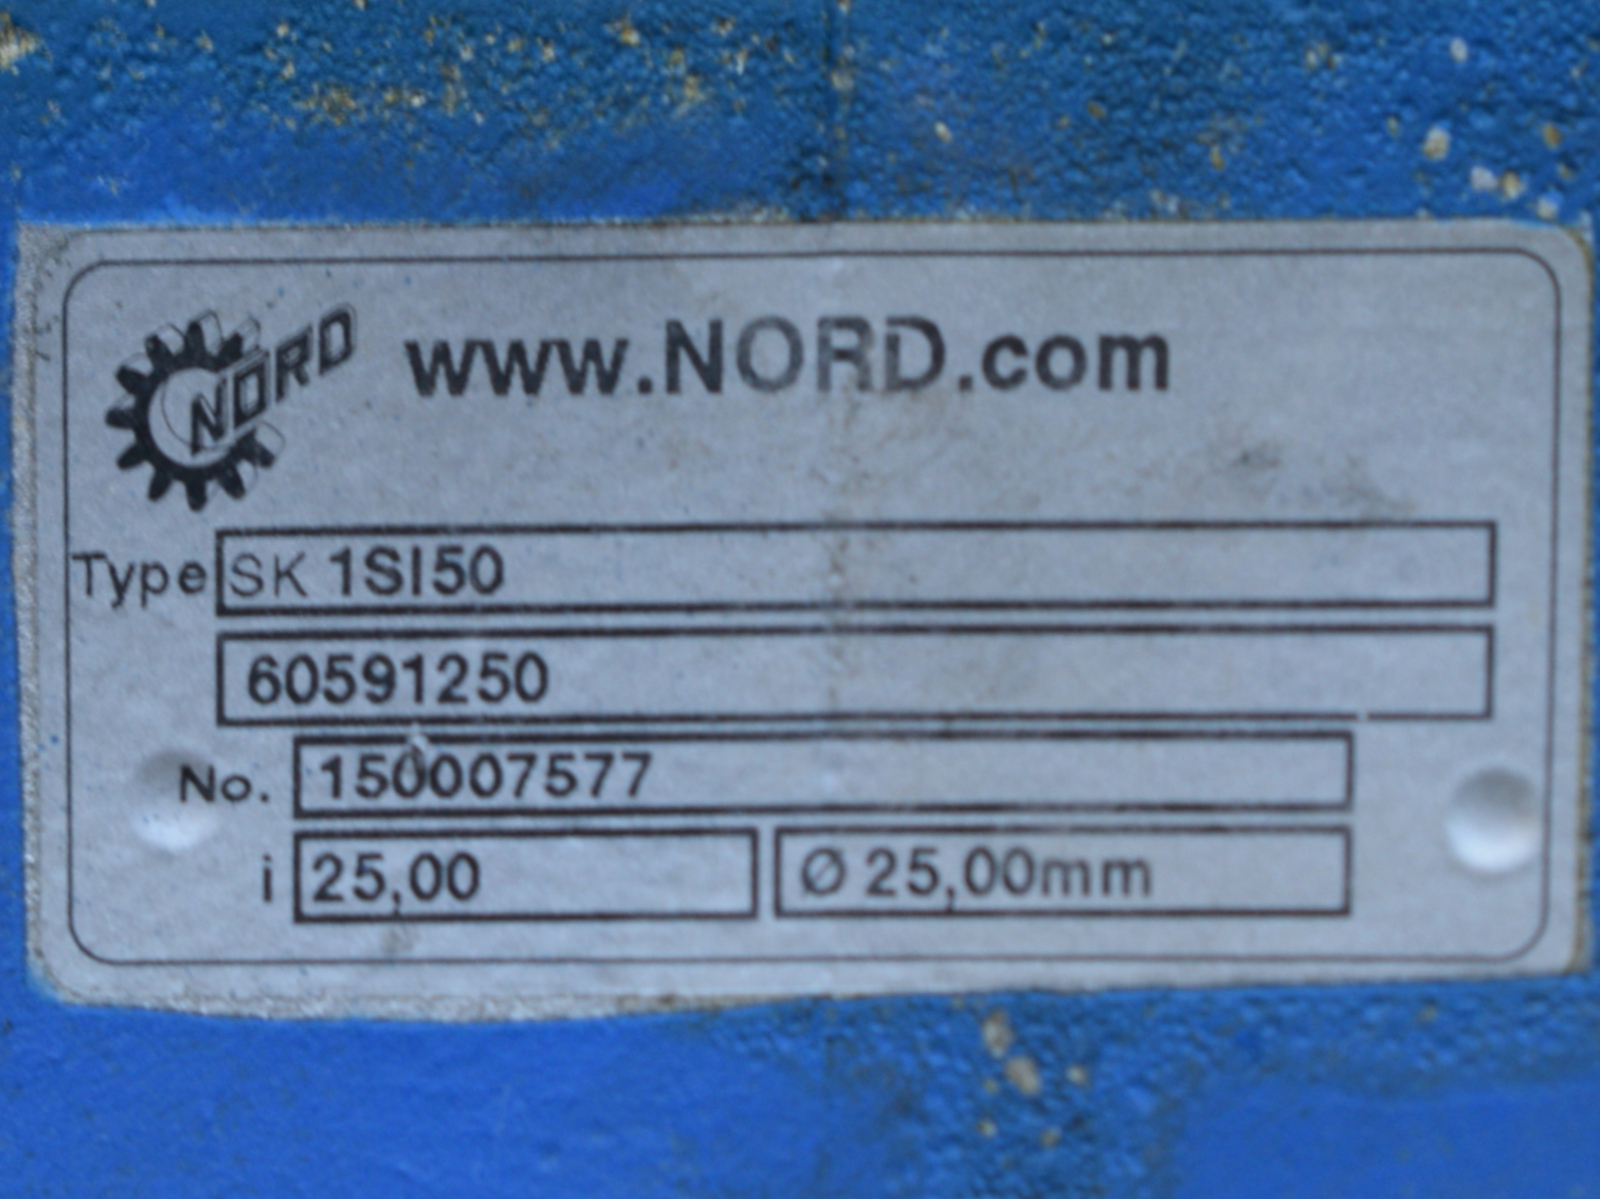 NORD www.NORD.com
Type SK 1SI50
60591250
No. 150007577
i 25,00 Ø 25,00mm